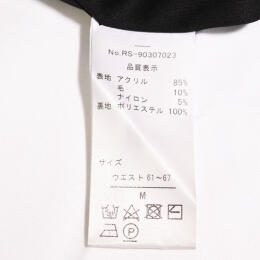 No.RS-90307023
品質表示
表地 アクリル 85%
毛 10%
ナイロン 5%
裏地 ポリエステル 100%
サイズ
ウエスト 61~67
M